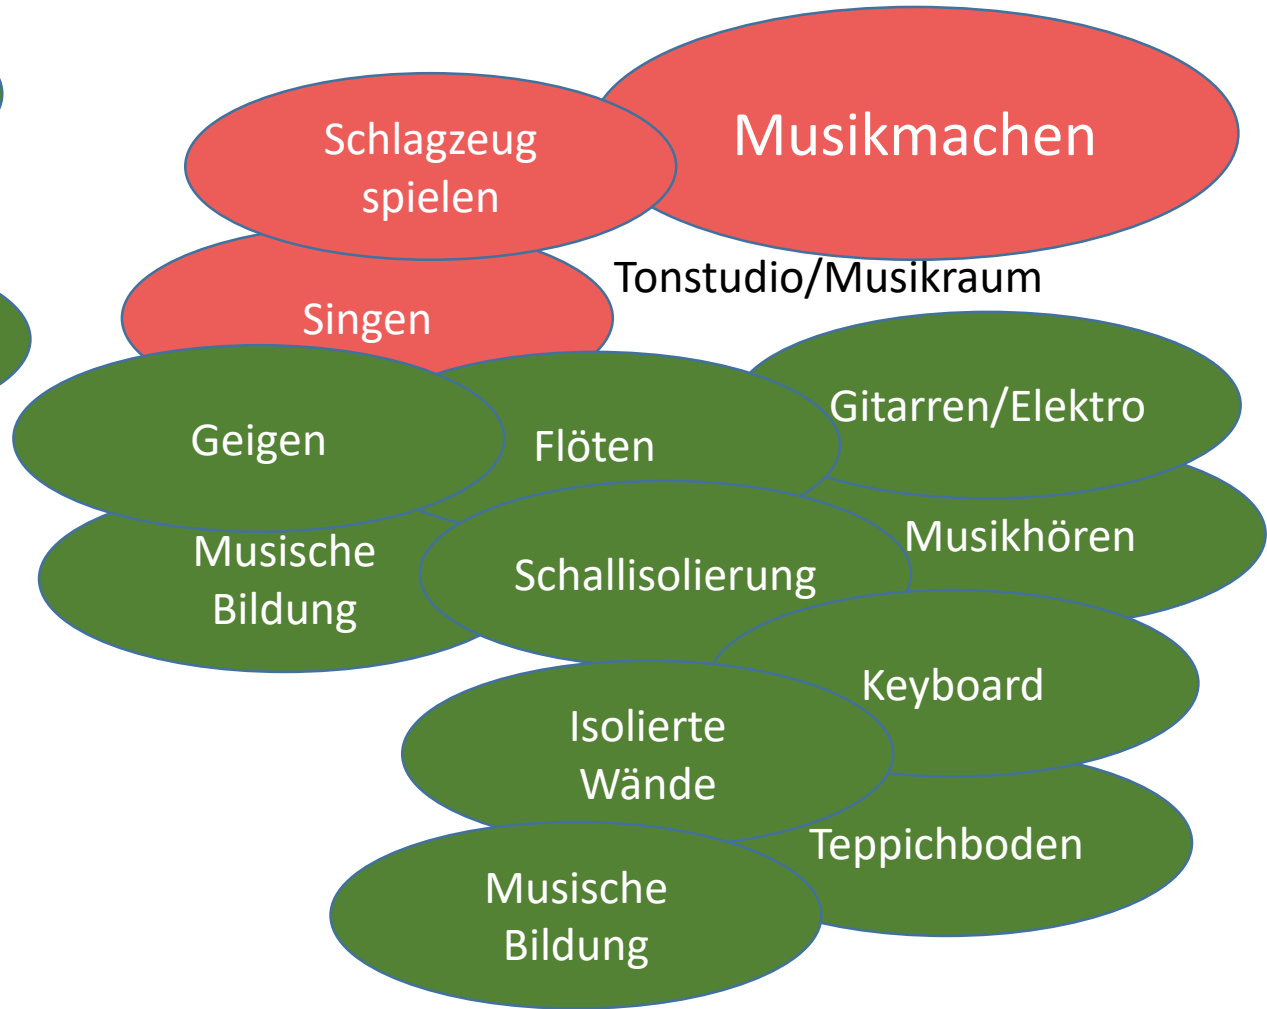 Musikmachen
Schlagzeug
spielen
Tonstudio/Musikraum
Singen
Gitarren/Elektro
Geigen
Flöten
Musikhören
Musische
Bildung
Schallisolierung
Keyboard
Isolierte
Wände
Teppichboden
Musische
Bildung